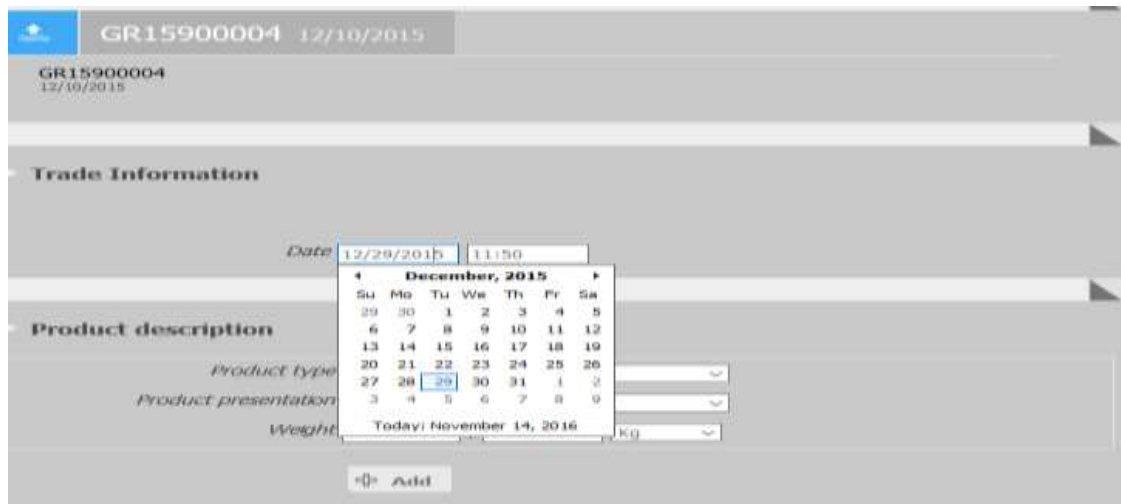 GR15900004 12/10/2015
GR15900004
12/10/2015
Trade Information
Date 12/29/2015 11:50
December, 2015
Su Mo Tu We Th Fr Sa
29 30 1 2 3 4 5
6 7 8 9 10 11 12
13 14 15 16 17 18 19
20 21 22 23 24 25 26
27 28 29 30 31 1 2
3 4 5 6 7 8 9
Today: November 14, 2016
Product description
Product type
Product presentation
Weight Kg
Add